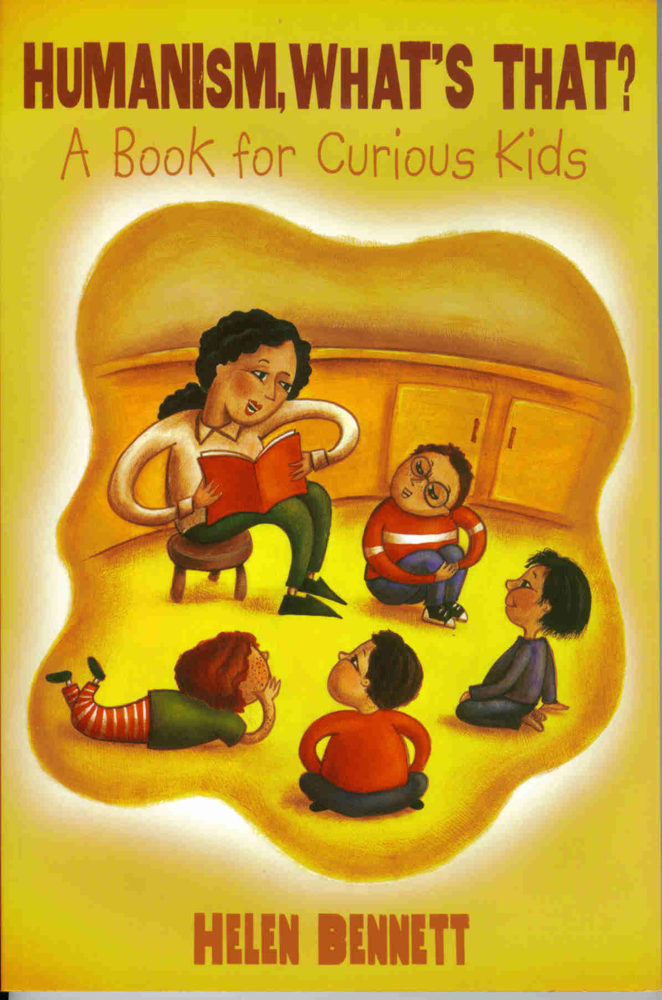 HUMANISM, WHAT'S THAT?
A Book for Curious Kids
HELEN BENNETT